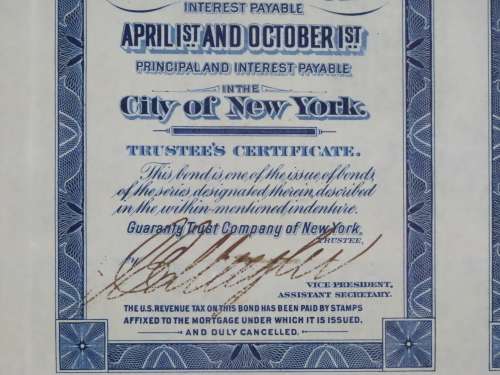 INTEREST PAYABLE
APRIL 1ST AND OCTOBER 1ST
PRINCIPAL AND INTEREST PAYABLE
IN THE
City of New York.
TRUSTEE'S CERTIFICATE.
This bond is one of the issue of bonds,
of the series designated therein, described
in the within-mentioned indenture.
Guaranty Trust Company of New York,
TRUSTEE,
by
VICE PRESIDENT,
ASSISTANT SECRETARY.
THE U.S. REVENUE TAX ON THIS BOND HAS BEEN PAID BY STAMPS
AFFIXED TO THE MORTGAGE UNDER WHICH IT IS ISSUED,
AND DULY CANCELLED.